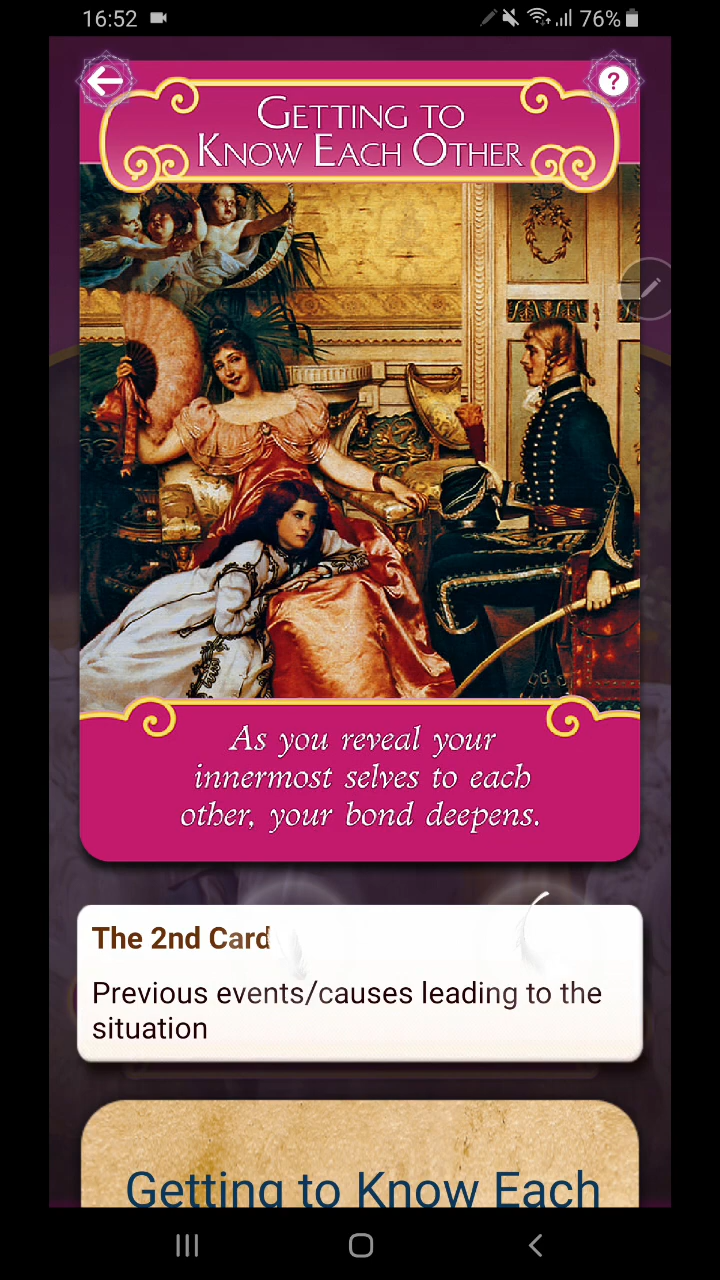 16:52
76%
?
Getting to
Know Each Other
As you reveal your
innermost selves to each
other, your bond deepens.
The 2nd Card
Previous events/causes leading to the
situation
Getting to Know Each